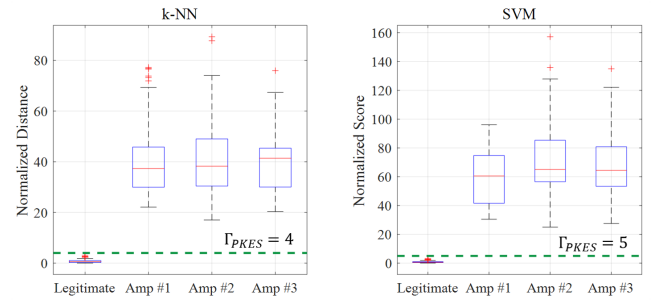 k-NN
Normalized Distance
80
60
40
20
0
Γ_PKES = 4
Legitimate Amp #1 Amp #2 Amp #3
SVM
Normalized Score
160
140
120
100
80
60
40
20
0
Γ_PKES = 5
Legitimate Amp #1 Amp #2 Amp #3